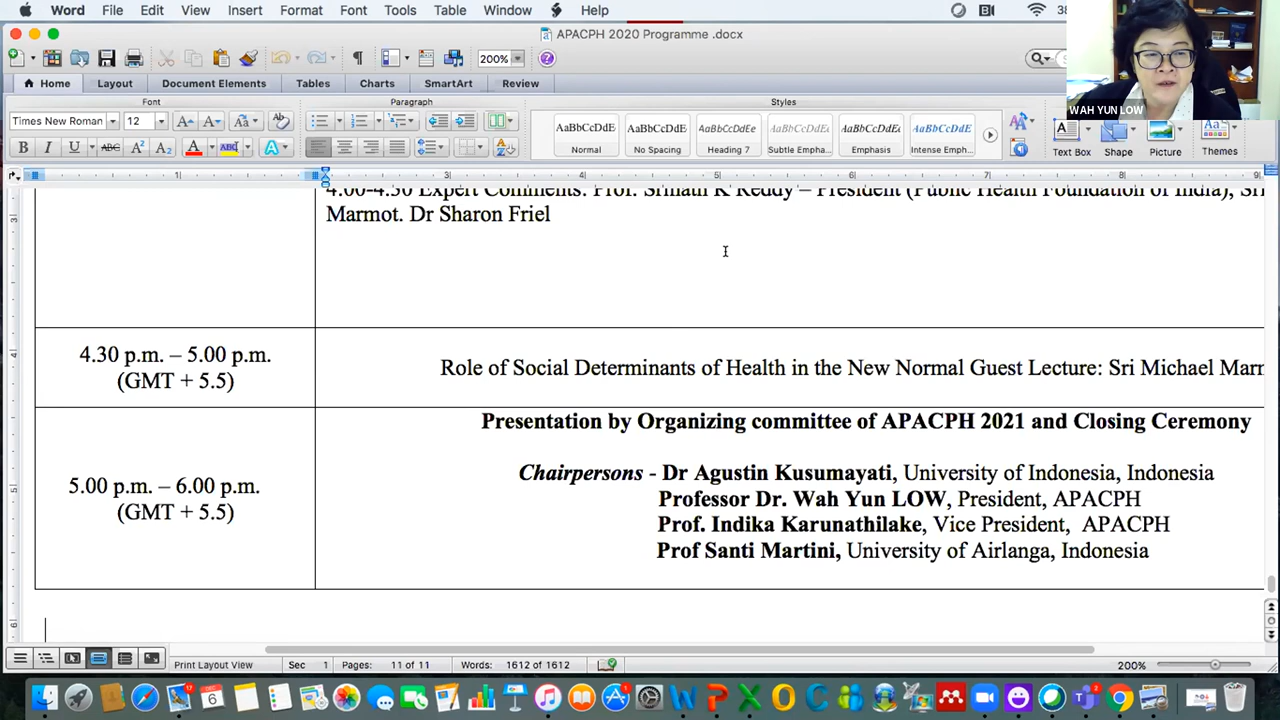 Word File Edit View Insert Format Font Tools Table Window Help
APACPH 2020 Programme .docx
200%
Home Layout Document Elements Tables Charts SmartArt Review
Font Paragraph Styles
Times New Roman 12
AaBbCcDdE AaBbCcDdE AaBbCcDdEe AaBbCcDdE AaBbCcDdE AaBbCcDdE
Normal No Spacing Heading 7 Subtle Empha... Emphasis Intense Emph...
Text Box Shape Picture Themes
WAH YUN LOW
4.00-4.30 Expert Comments. Prof. Srinath K Reddy – President (Public Health Foundation of India), Sri
Marmot. Dr Sharon Friel
4.30 p.m. – 5.00 p.m.
(GMT + 5.5)
Role of Social Determinants of Health in the New Normal Guest Lecture: Sri Michael Marm
Presentation by Organizing committee of APACPH 2021 and Closing Ceremony
5.00 p.m. – 6.00 p.m.
(GMT + 5.5)
Chairpersons - Dr Agustin Kusumayati, University of Indonesia, Indonesia
Professor Dr. Wah Yun LOW, President, APACPH
Prof. Indika Karunathilake, Vice President, APACPH
Prof Santi Martini, University of Airlanga, Indonesia
Print Layout View Sec 1 Pages: 11 of 11 Words: 1612 of 1612 200%